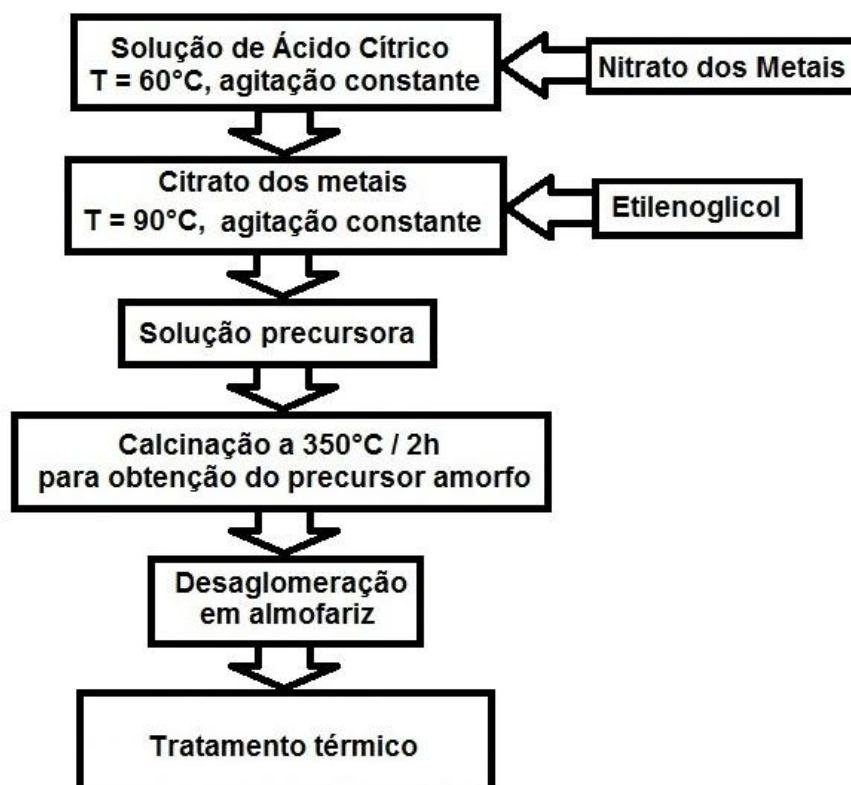 Solução de Ácido Cítrico
T = 60°C, agitação constante
Nitrato dos Metais
Citrato dos metais
T = 90°C, agitação constante
Etilenoglicol
Solução precursora
Calcinação a 350°C / 2h
para obtenção do precursor amorfo
Desaglomeração
em almofariz
Tratamento térmico